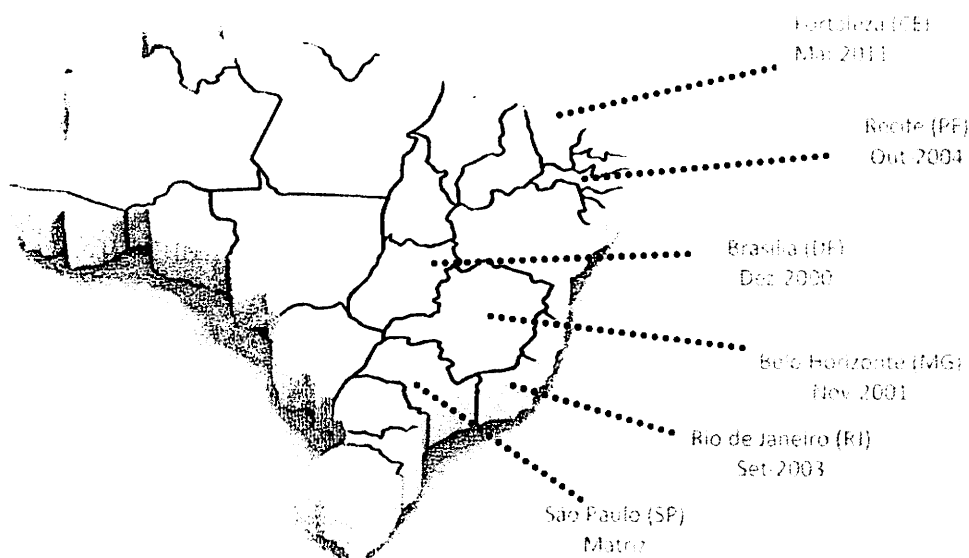 Fortaleza (CE)
Mar-2011
Recife (PE)
Out-2004
Brasília (DF)
Dez-2000
Belo Horizonte (MG)
Nov-2001
Rio de Janeiro (RJ)
Set-2003
São Paulo (SP)
Matriz